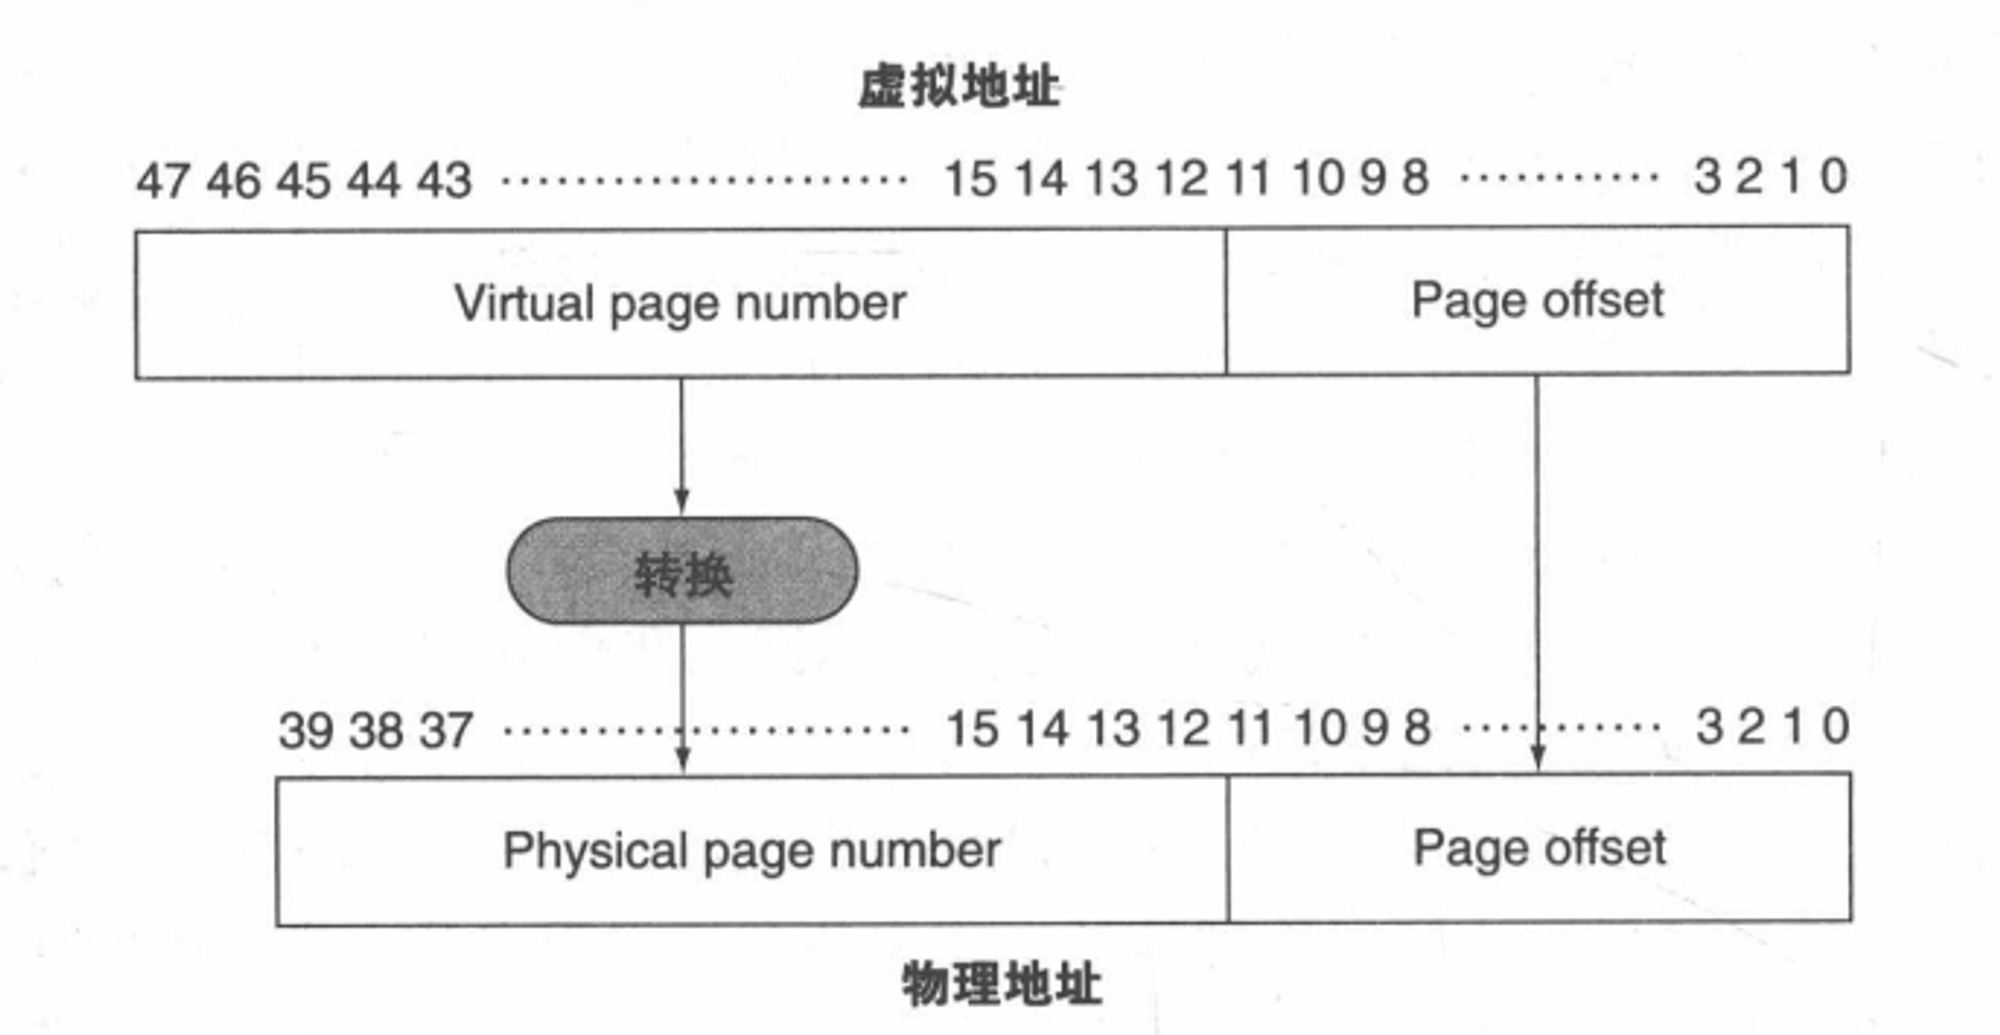 虚拟地址
47 46 45 44 43 ...................... 15 14 13 12 11 10 9 8 ........... 3 2 1 0
Virtual page number Page offset
转换
39 38 37 ...................... 15 14 13 12 11 10 9 8 ........... 3 2 1 0
Physical page number Page offset
物理地址